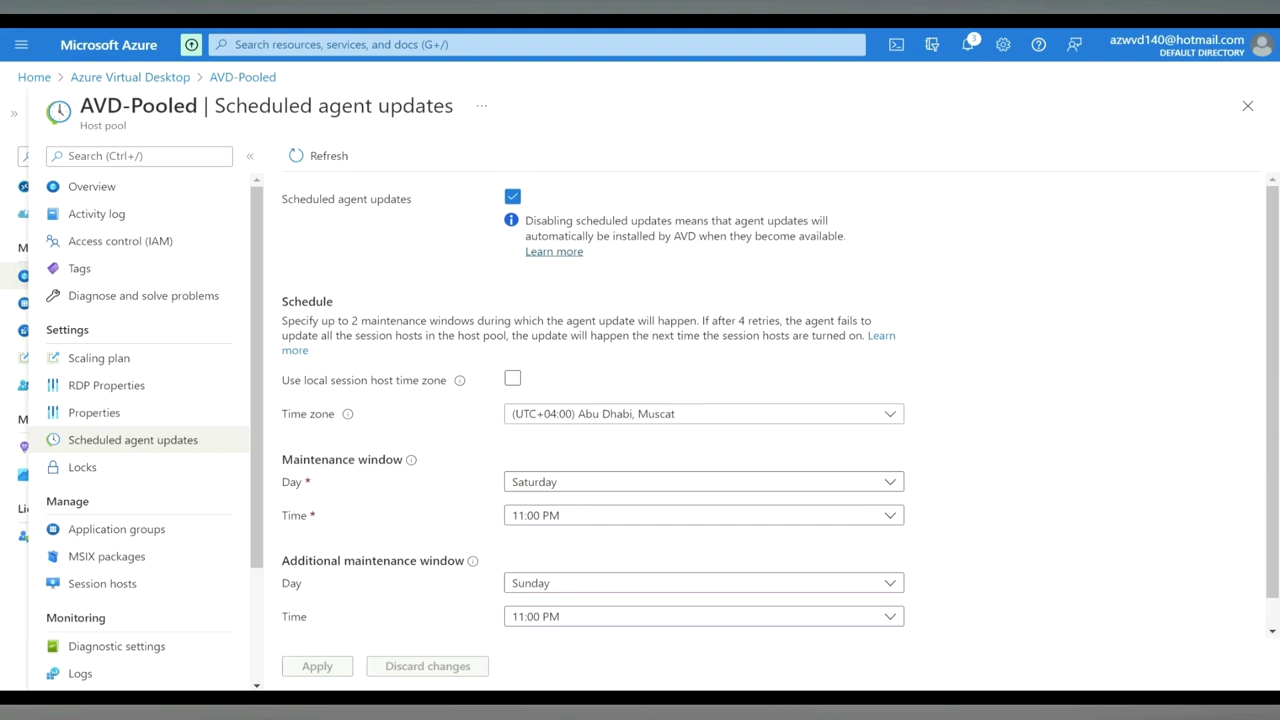 Microsoft Azure
Search resources, services, and docs (G+/)
3
azwvd140@hotmail.com
DEFAULT DIRECTORY
Home > Azure Virtual Desktop > AVD-Pooled
AVD-Pooled | Scheduled agent updates ...
Host pool
Search (Ctrl+/)
Overview
Activity log
Access control (IAM)
Tags
Diagnose and solve problems
Settings
Scaling plan
RDP Properties
Properties
Scheduled agent updates
Locks
Manage
Application groups
MSIX packages
Session hosts
Monitoring
Diagnostic settings
Logs
Refresh
Scheduled agent updates
Disabling scheduled updates means that agent updates will
automatically be installed by AVD when they become available.
Learn more
Schedule
Specify up to 2 maintenance windows during which the agent update will happen. If after 4 retries, the agent fails to
update all the session hosts in the host pool, the update will happen the next time the session hosts are turned on. Learn
more
Use local session host time zone
Time zone
(UTC+04:00) Abu Dhabi, Muscat
Maintenance window
Day *
Saturday
Time *
11:00 PM
Additional maintenance window
Day
Sunday
Time
11:00 PM
Apply
Discard changes